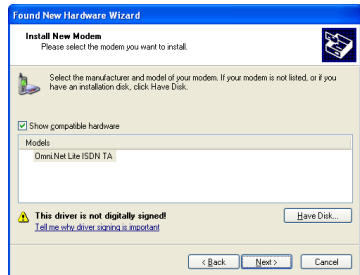 Found New Hardware Wizard
Install New Modem
Please select the modem you want to install.
Select the manufacturer and model of your modem. If your modem is not listed, or if you
have an installation disk, click Have Disk.
Show compatible hardware
Models
Omni.Net Lite ISDN TA
This driver is not digitally signed!
Tell me why driver signing is important
Have Disk...
< Back
Next >
Cancel